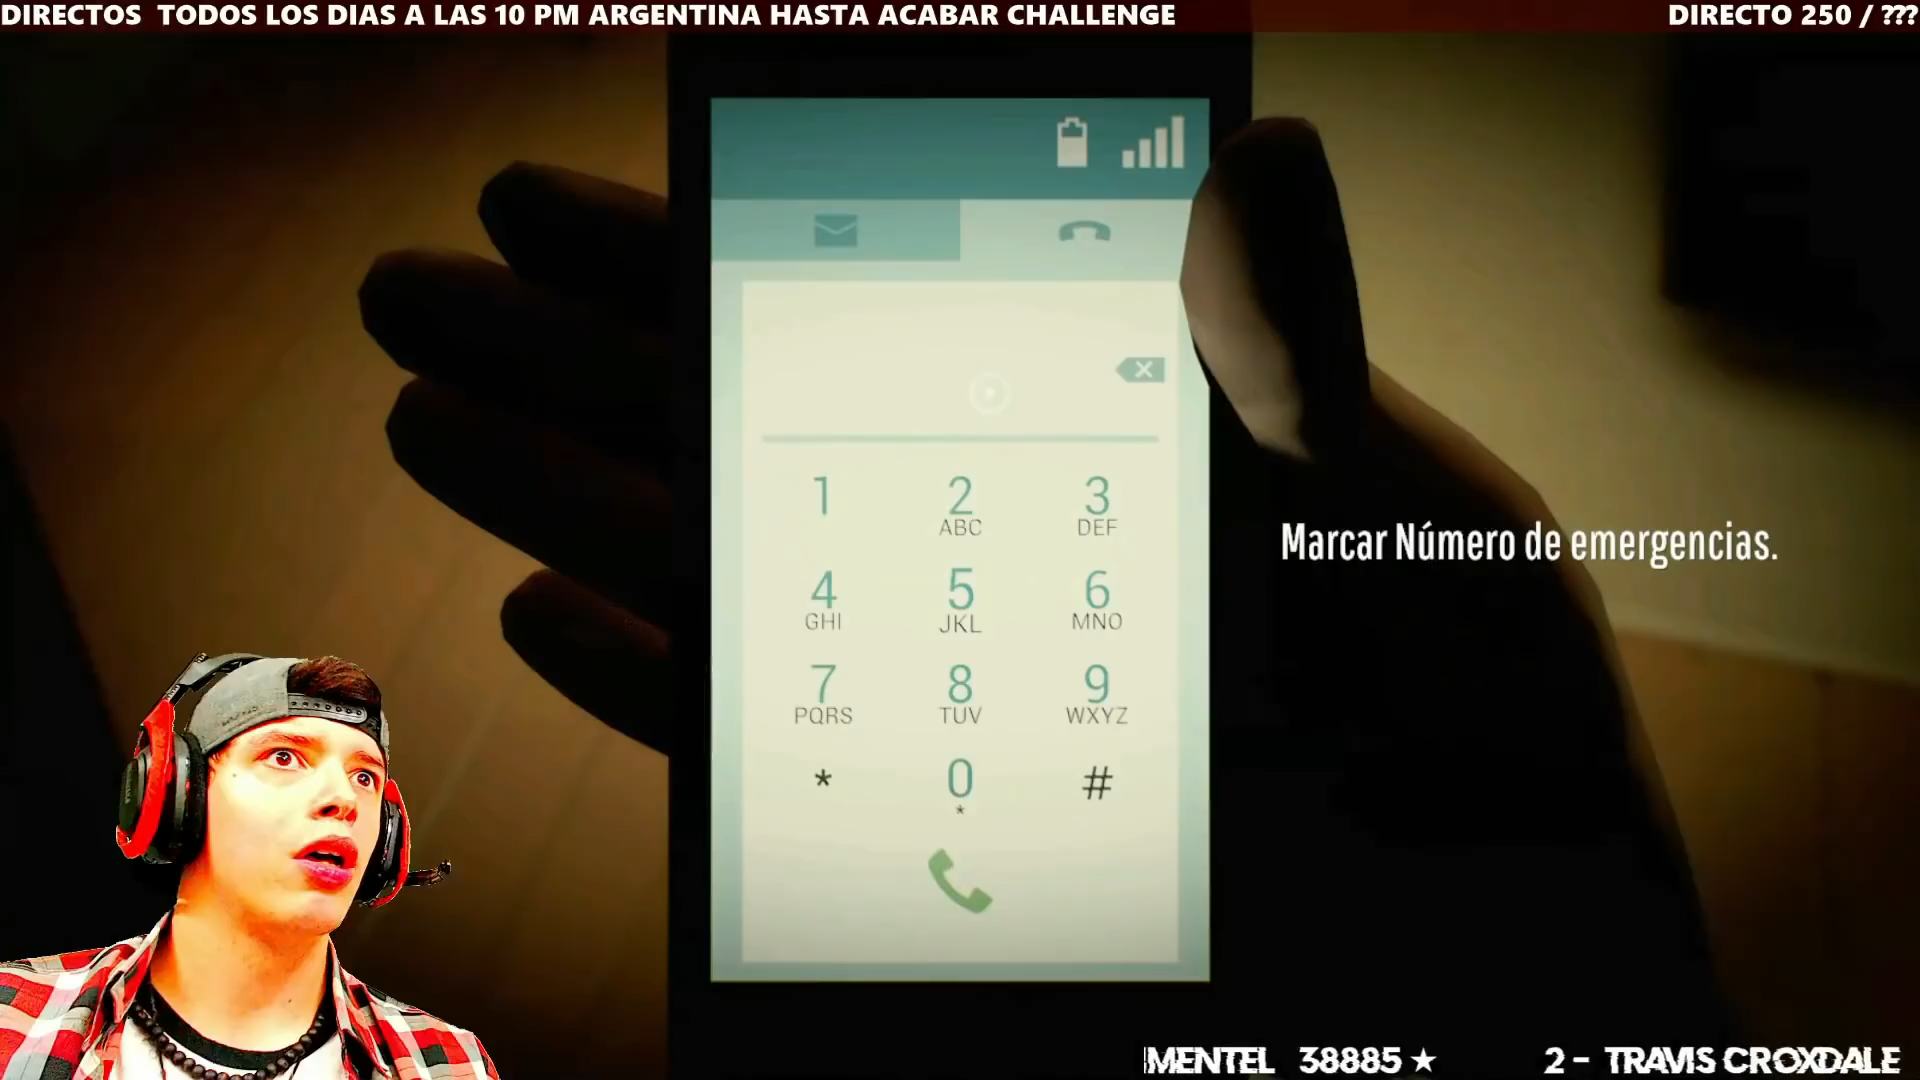 DIRECTOS TODOS LOS DIAS A LAS 10 PM ARGENTINA HASTA ACABAR CHALLENGE
DIRECTO 250 / ???
1
2
3
ABC
DEF
Marcar Número de emergencias.
4
5
6
GHI
JKL
MNO
7
8
9
PQRS
TUV
WXYZ
*
0
#
*
MENTEL 38885 ★
2 - TRAVIS CROXDALE